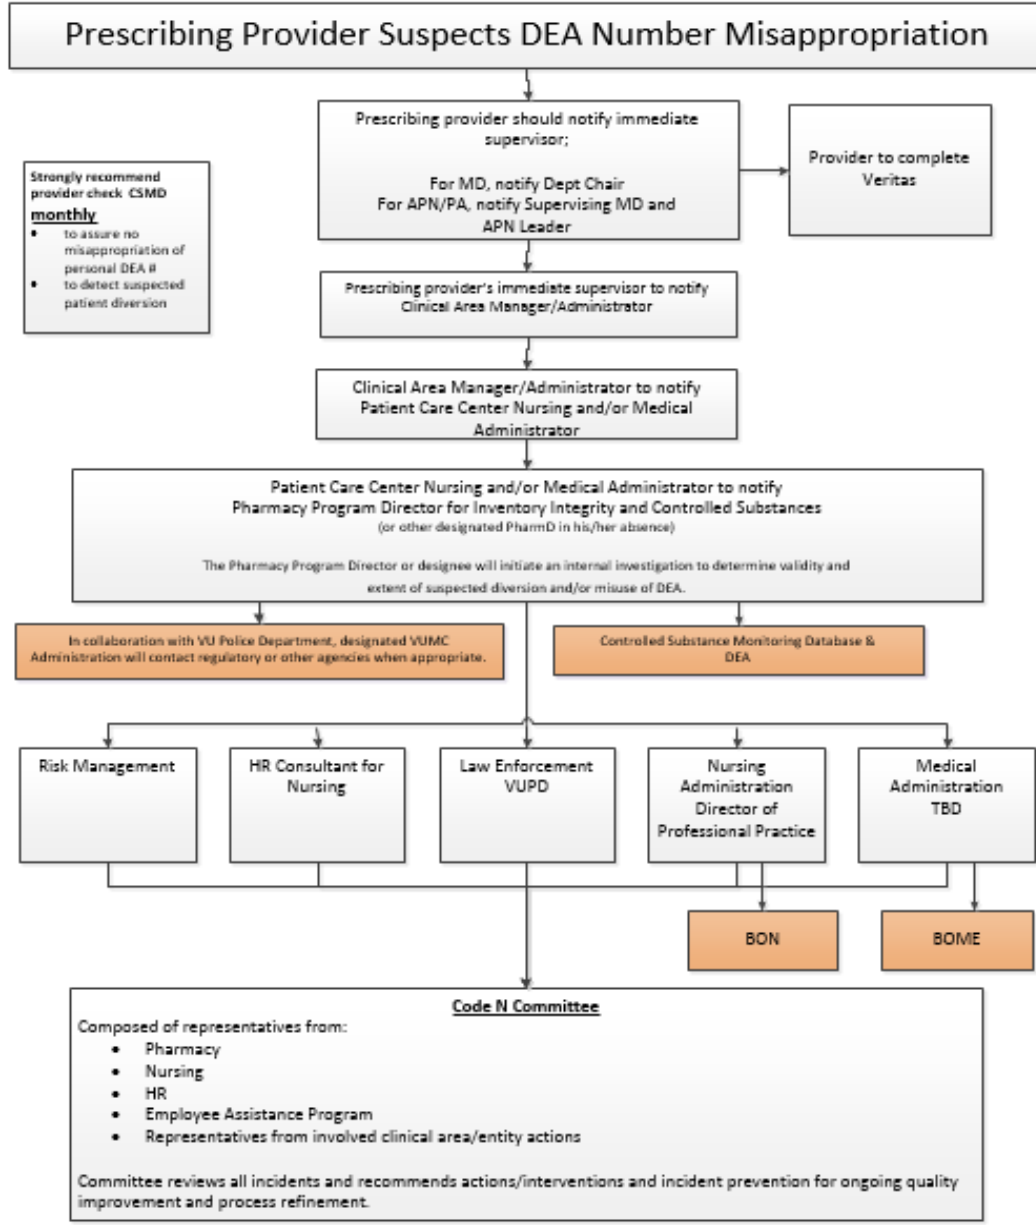 Prescribing Provider Suspects DEA Number Misappropriation
Prescribing provider should notify immediate
supervisor;
For MD, notify Dept Chair
For APN/PA, notify Supervising MD and
APN Leader
Provider to complete
Veritas
Strongly recommend
provider check CSMD
monthly
• to assure no
misappropriation of
personal DEA #
• to detect suspected
patient diversion
Prescribing provider's immediate supervisor to notify
Clinical Area Manager/Administrator
Clinical Area Manager/Administrator to notify
Patient Care Center Nursing and/or Medical
Administrator
Patient Care Center Nursing and/or Medical Administrator to notify
Pharmacy Program Director for Inventory Integrity and Controlled Substances
(or other designated PharmD in his/her absence)
The Pharmacy Program Director or designee will initiate an internal investigation to determine validity and
extent of suspected diversion and/or misuse of DEA.
In collaboration with VU Police Department, designated VUMC
Administration will contact regulatory or other agencies when appropriate.
Controlled Substance Monitoring Database &
DEA
Risk Management
HR Consultant for
Nursing
Law Enforcement
VUPD
Nursing
Administration
Director of
Professional Practice
Medical
Administration
TBD
BON
BOME
Code N Committee
Composed of representatives from:
• Pharmacy
• Nursing
• HR
• Employee Assistance Program
• Representatives from involved clinical area/entity actions
Committee reviews all incidents and recommends actions/interventions and incident prevention for ongoing quality
improvement and process refinement.